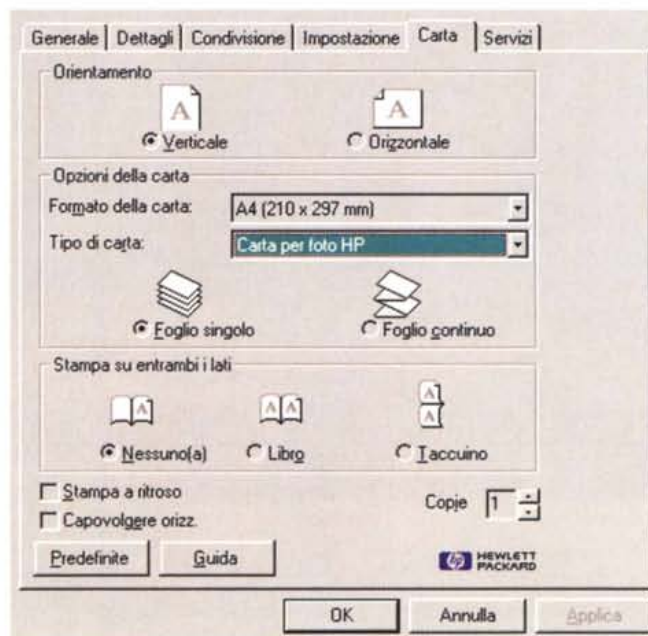 Generale Dettagli Condivisione Impostazione Carta Servizi
Orientamento
A A
Verticale Orizzontale
Opzioni della carta
Formato della carta: A4 (210 x 297 mm)
Tipo di carta: Carta per foto HP
Foglio singolo Foglio continuo
Stampa su entrambi i lati
A A A A A
Nessuno(a) Libro Taccuino
Stampa a ritroso
Copie 1
Capovolgere orizz.
Predefinite Guida
hp HEWLETT
PACKARD
OK Annulla Applica